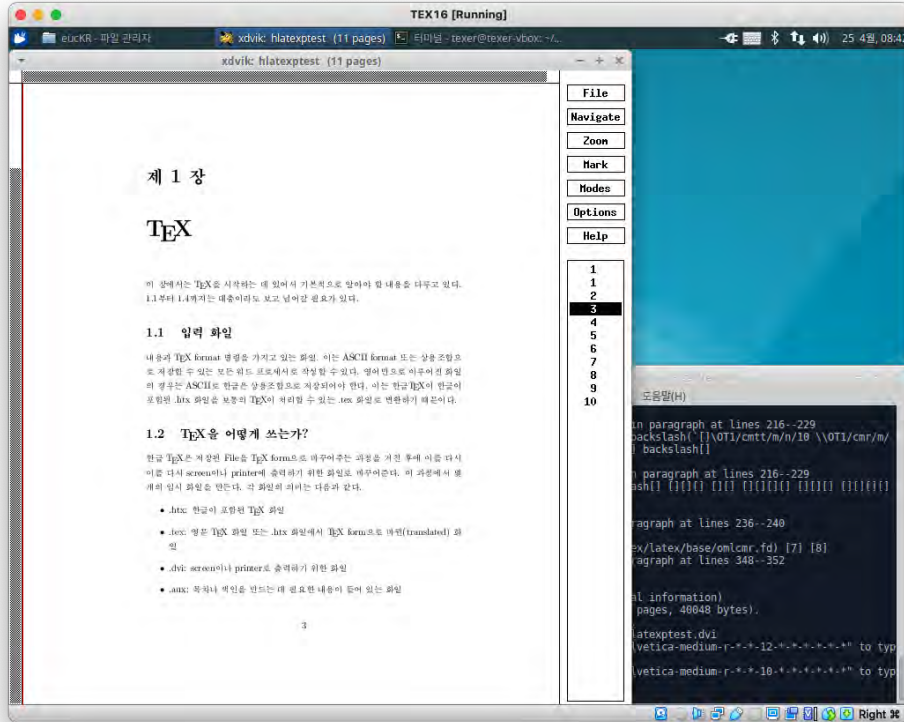 TEX16 [Running]
eucKR - 파일 관리자
xdvik: hlatexptest (11 pages)
터미널 - texer@texer-vbox: ~/...
25 4월, 08:42
xdvik: hlatexptest (11 pages)
File
Navigate
Zoom
Mark
Modes
Options
Help
1
1
2
3
4
5
6
7
8
9
10
제 1 장
TEX
이 장에서는 TEX을 시작하는 데 있어서 기본적으로 알아야 할 내용을 다루고 있다.
1.1부터 1.4까지는 대충이라도 보고 넘어갈 필요가 있다.
1.1 입력 화일
내용과 TEX format 명령을 가지고 있는 화일. 이는 ASCII format 또는 상용조합으
로 저장할 수 있는 모든 워드 프로세서로 작성할 수 있다. 영어만으로 이루어진 화일
의 경우는 ASCII로 한글은 상용조합으로 저장되어야 한다. 이는 한글TEX이 한글이
포함된 .htx 화일을 보통의 TEX이 처리할 수 있는 .tex 화일로 변환하기 때문이다.
1.2 TEX을 어떻게 쓰는가?
한글 TEX은 저장된 File을 TEX form으로 바꾸어주는 과정을 거친 후에 이를 다시
이를 다시 screen이나 printer에 출력하기 위한 화일로 바꾸어준다. 이 과정에서 몇
개의 임시 화일을 만든다. 각 화일의 의미는 다음과 같다.
• .htx: 한글이 포함된 TEX 화일
• .tex: 영문 TEX 화일 또는 .htx 화일에서 TEX form으로 바뀐(translated) 화
일
• .dvi: screen이나 printer로 출력하기 위한 화일
• .aux: 목차나 색인을 만드는 데 필요한 내용이 들어 있는 화일
3
도움말(H)
in paragraph at lines 216--229
backslash(`[]\OT1/cmtt/m/n/10 \\OT1/cmr/m/
] backslash[]
paragraph at lines 216--229
ash[] [][][] [][] [][][][] [][][] [][][][]
ragraph at lines 236--240
ex/latex/base/omlcmr.fd) [7] [8]
ragraph at lines 348--352
al information)
pages, 40048 bytes).
latexptest.dvi
lvetica-medium-r-*-*-12-*-*-*-*-*-*" to typ
lvetica-medium-r-*-*-10-*-*-*-*-*-*" to typ
Right ⌘